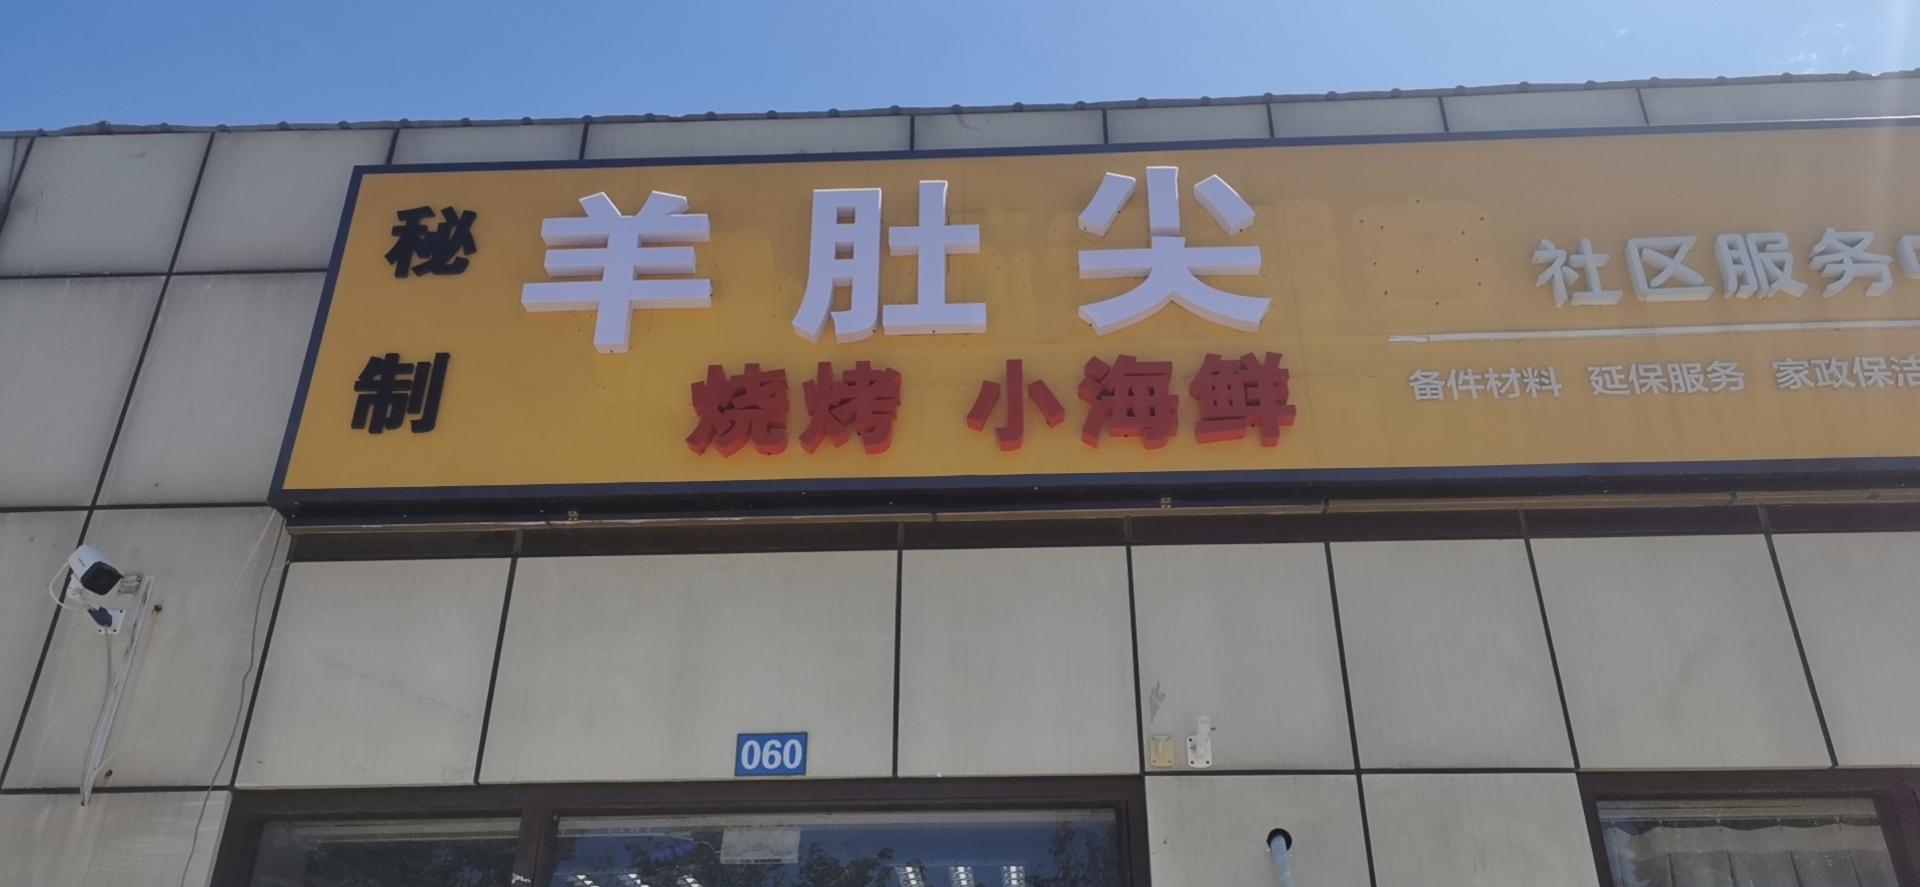 秘制
羊肚尖
烧烤 小海鲜
社区服务
备件材料 延保服务 家政保洁
060